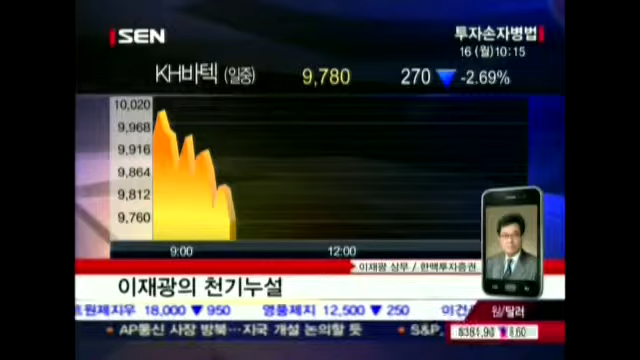 SEN
투자손자병법
16 (월)10:15
KH바텍 (일중) 9,780 270 ▼ -2.69%
10,020
9,968
9,916
9,864
9,812
9,760
9:00 12:00
이재광 상무 / 한맥투자증권
이재광의 천기누설
원제지우 18,000 ▼ 950 영풍제지 12,500 ▼ 250
원/달러
AP통신 사장 방북…지국 개설 논의할 듯 S&P,